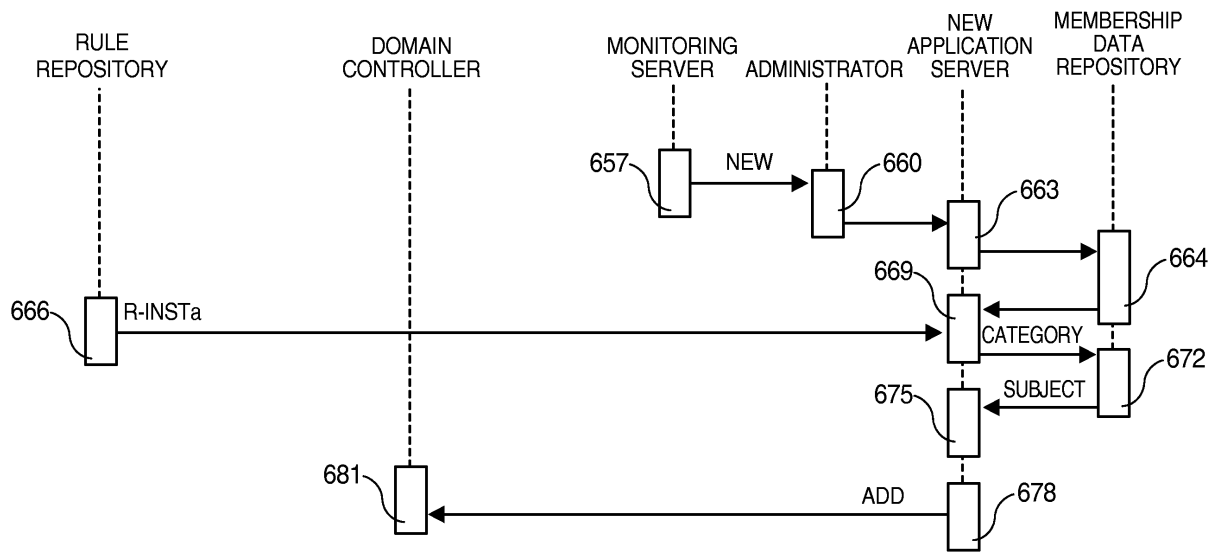 RULE
REPOSITORY
DOMAIN
CONTROLLER
MONITORING
SERVER
ADMINISTRATOR
NEW
APPLICATION
SERVER
MEMBERSHIP
DATA
REPOSITORY
657
NEW
660
663
664
669
666
R-INSTa
CATEGORY
672
675
SUBJECT
681
ADD
678